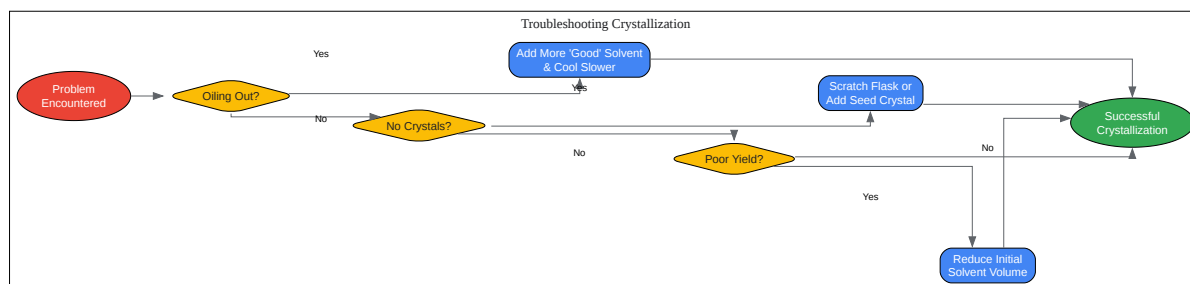 Troubleshooting Crystallization
Yes
Add More 'Good' Solvent
& Cool Slower
Problem
Encountered
Oiling Out?
Yes
Scratch Flask or
Add Seed Crystal
No
No Crystals?
Successful
Crystallization
No
Poor Yield?
No
Yes
Reduce Initial
Solvent Volume